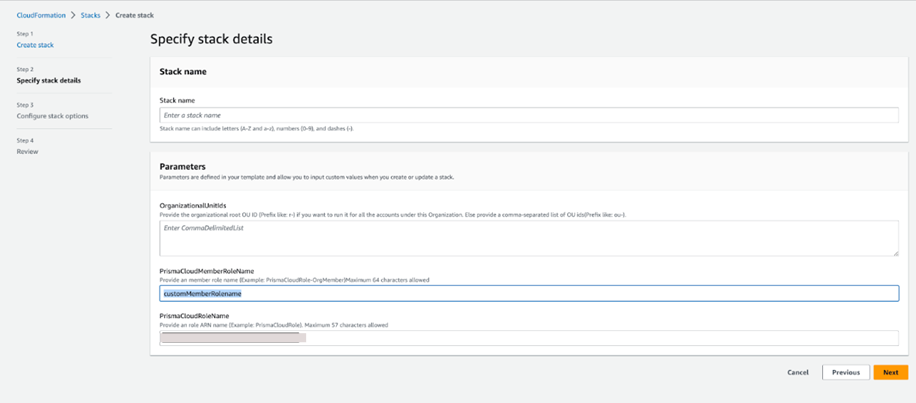 CloudFormation > Stacks > Create stack
Step 1
Create stack
Step 2
Specify stack details
Step 3
Configure stack options
Step 4
Review
Specify stack details
Stack name
Stack name
Enter a stack name
Stack name can include letters (A-Z and a-z), numbers (0-9), and dashes (-).
Parameters
Parameters are defined in your template and allow you to input custom values when you create or update a stack.
OrganizationalUnitIds
Provide the organizational root OU ID (Prefix like: r-) if you want to run it for all the accounts under this Organization. Else provide a comma-separated list of OU ids(Prefix like: ou-).
Enter CommaDelimitedList
PrismaCloudMemberRoleName
Provide an member role name (Example: PrismaCloudRole-OrgMember)Maximum 64 characters allowed
customMemberRolename
PrismaCloudRoleName
Provide an role ARN name (Example: PrismaCloudRole). Maximum 57 characters allowed
Cancel
Previous
Next